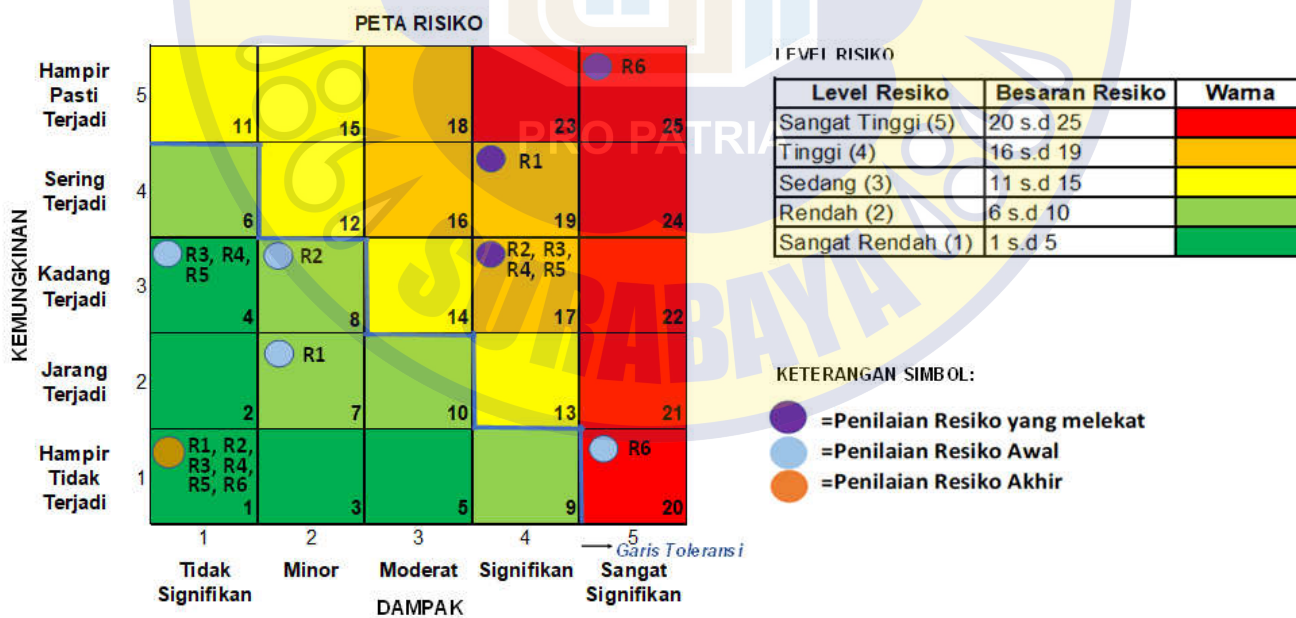 PETA RISIKO
KEMUNGKINAN
Hampir
Pasti
Terjadi
5
11
15
18
23
R6
25
Sering
Terjadi
4
6
12
16
R1
19
24
Kadang
Terjadi
3
R3, R4,
R5
4
R2
8
14
R2, R3,
R4, R5
17
22
Jarang
Terjadi
2
2
R1
7
10
13
21
Hampir
Tidak
Terjadi
1
R1, R2,
R3, R4,
R5, R6
1
3
5
9
R6
20
1
2
3
4
5
Garis Toleransi
Tidak
Signifikan
Minor
Moderat
Signifikan
Sangat
Signifikan
DAMPAK
PRO PATRIA
SURABAYA
LEVEL RISIKO
Level Resiko Besaran Resiko Warna
Sangat Tinggi (5) 20 s.d 25
Tinggi (4) 16 s.d 19
Sedang (3) 11 s.d 15
Rendah (2) 6 s.d 10
Sangat Rendah (1) 1 s.d 5
KETERANGAN SIMBOL:
=Penilaian Resiko yang melekat
=Penilaian Resiko Awal
=Penilaian Resiko Akhir